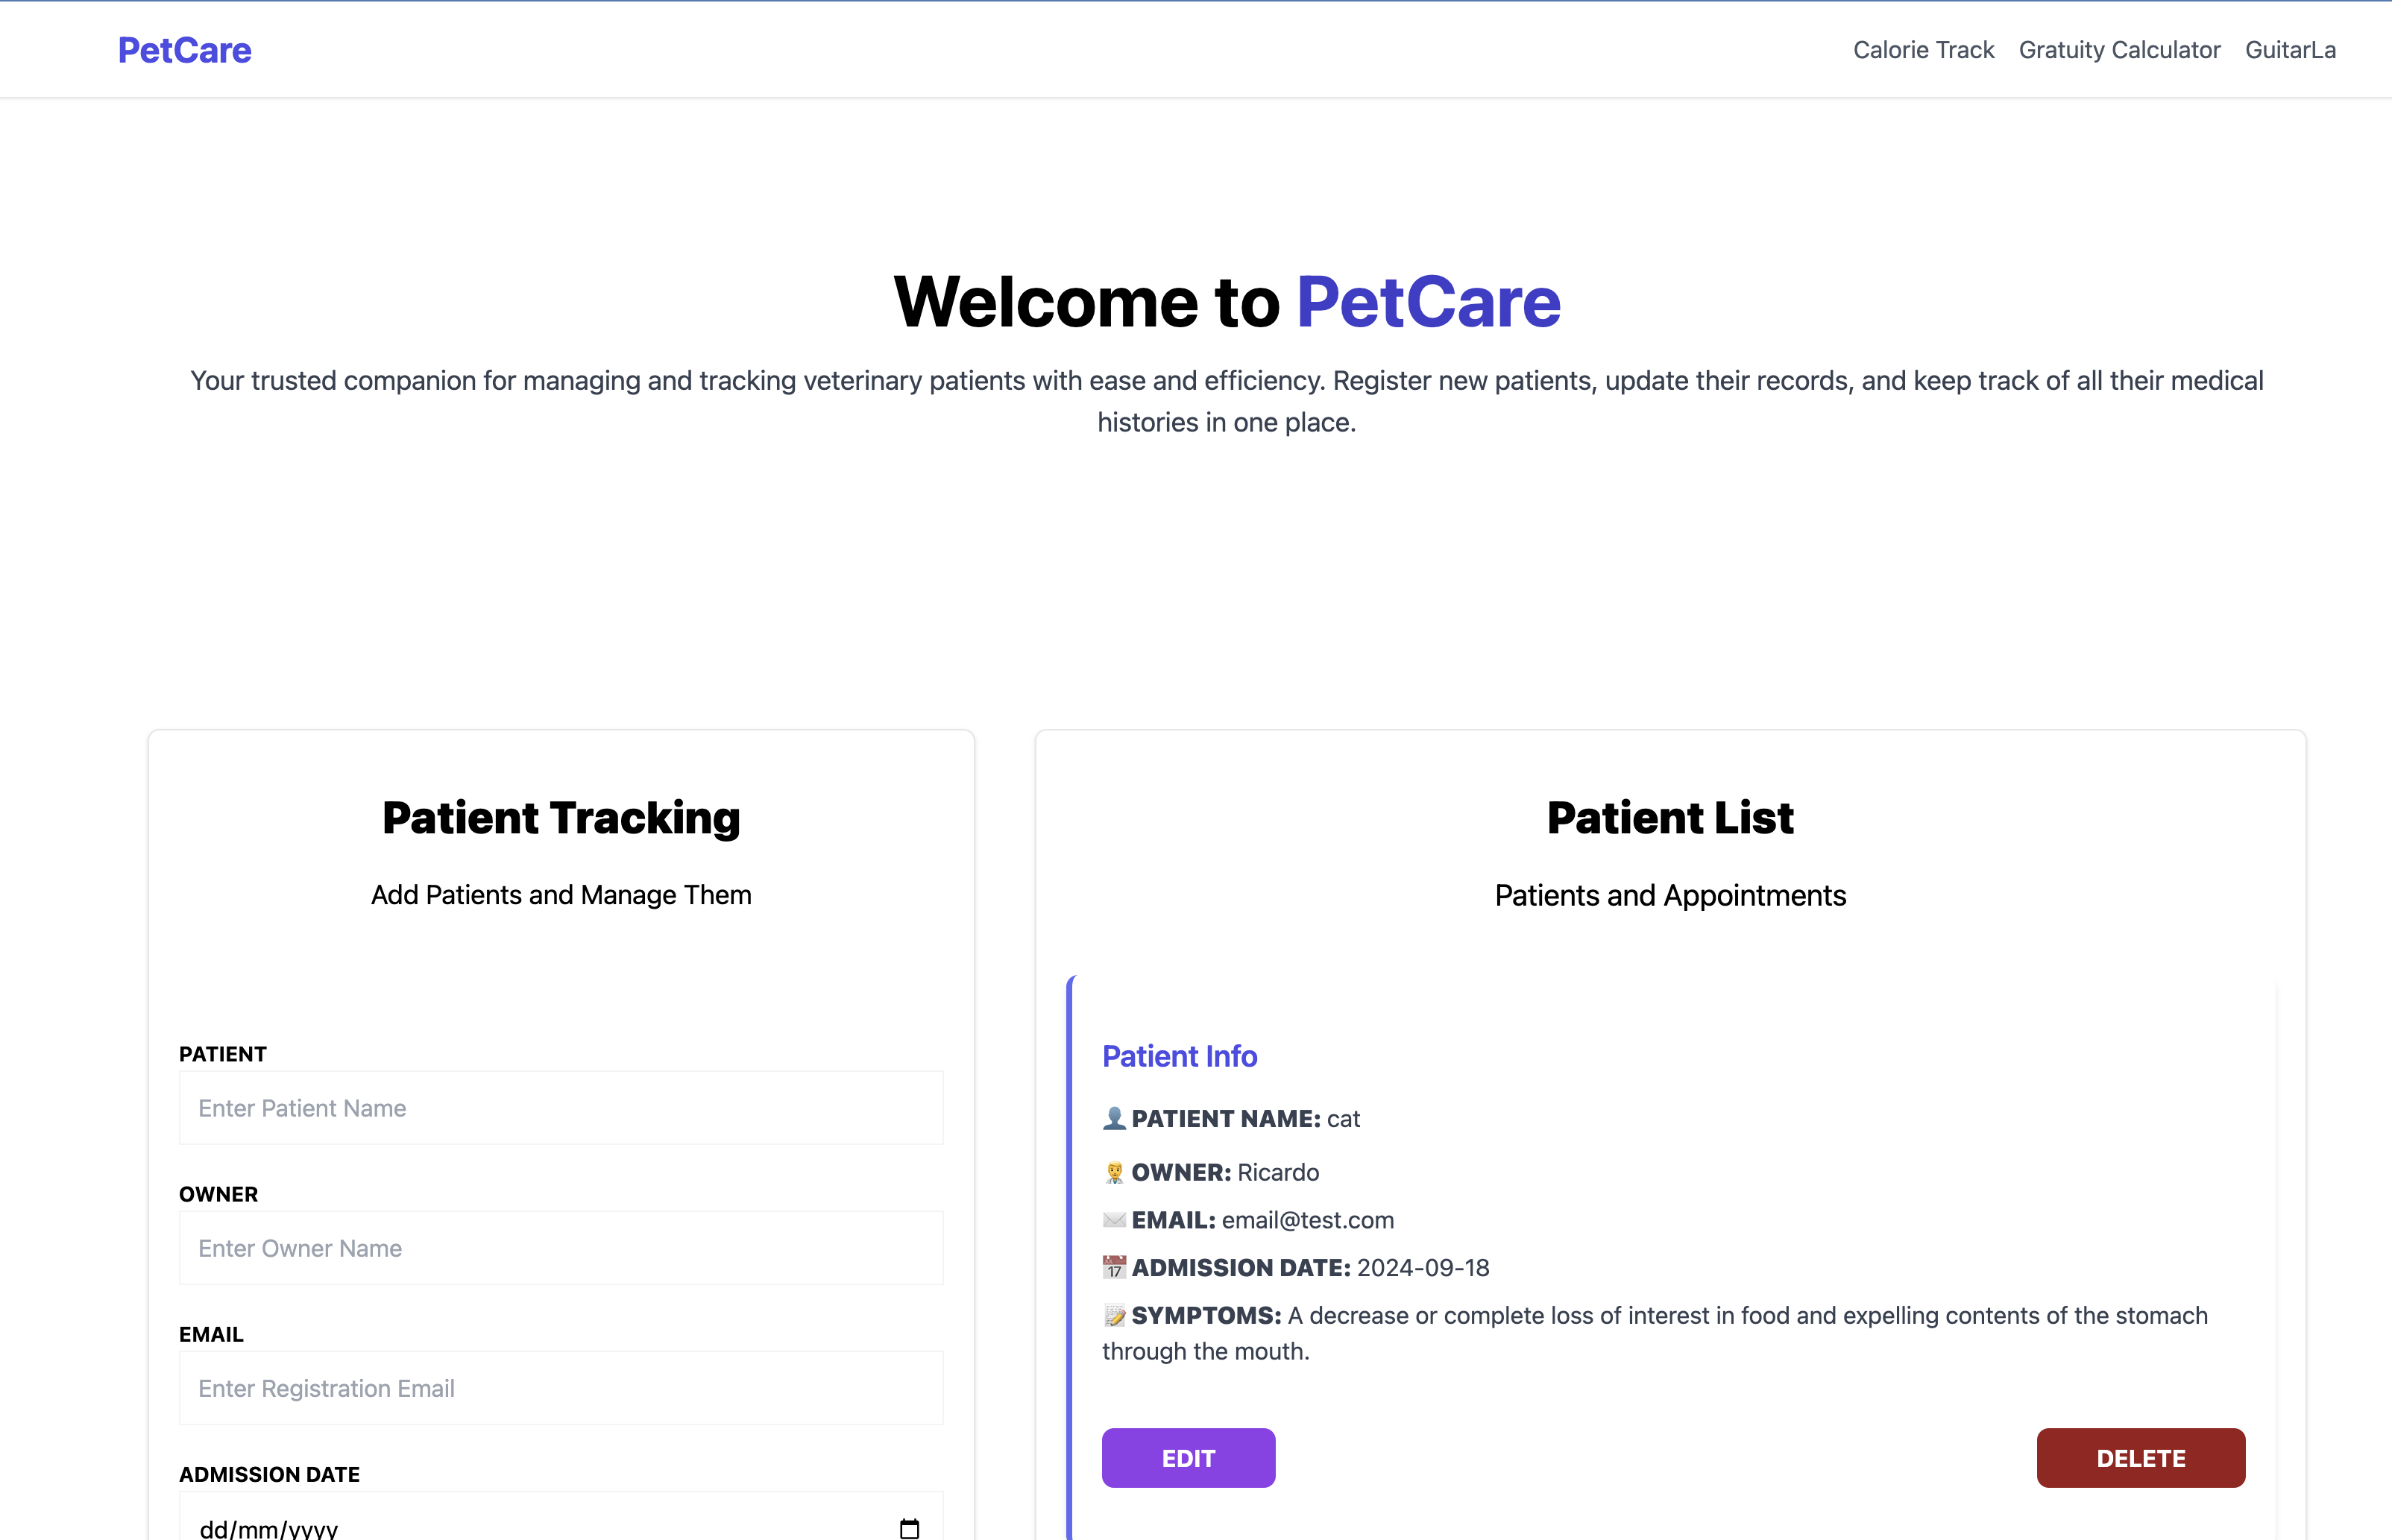 PetCare
Calorie Track
Gratuity Calculator
GuitarLa
Welcome to PetCare
Your trusted companion for managing and tracking veterinary patients with ease and efficiency. Register new patients, update their records, and keep track of all their medical
histories in one place.
Patient Tracking
Add Patients and Manage Them
PATIENT
Enter Patient Name
OWNER
Enter Owner Name
EMAIL
Enter Registration Email
ADMISSION DATE
dd/mm/yyyy
Patient List
Patients and Appointments
Patient Info
PATIENT NAME: cat
OWNER: Ricardo
EMAIL: email@test.com
17 ADMISSION DATE: 2024-09-18
SYMPTOMS: A decrease or complete loss of interest in food and expelling contents of the stomach
through the mouth.
EDIT
DELETE